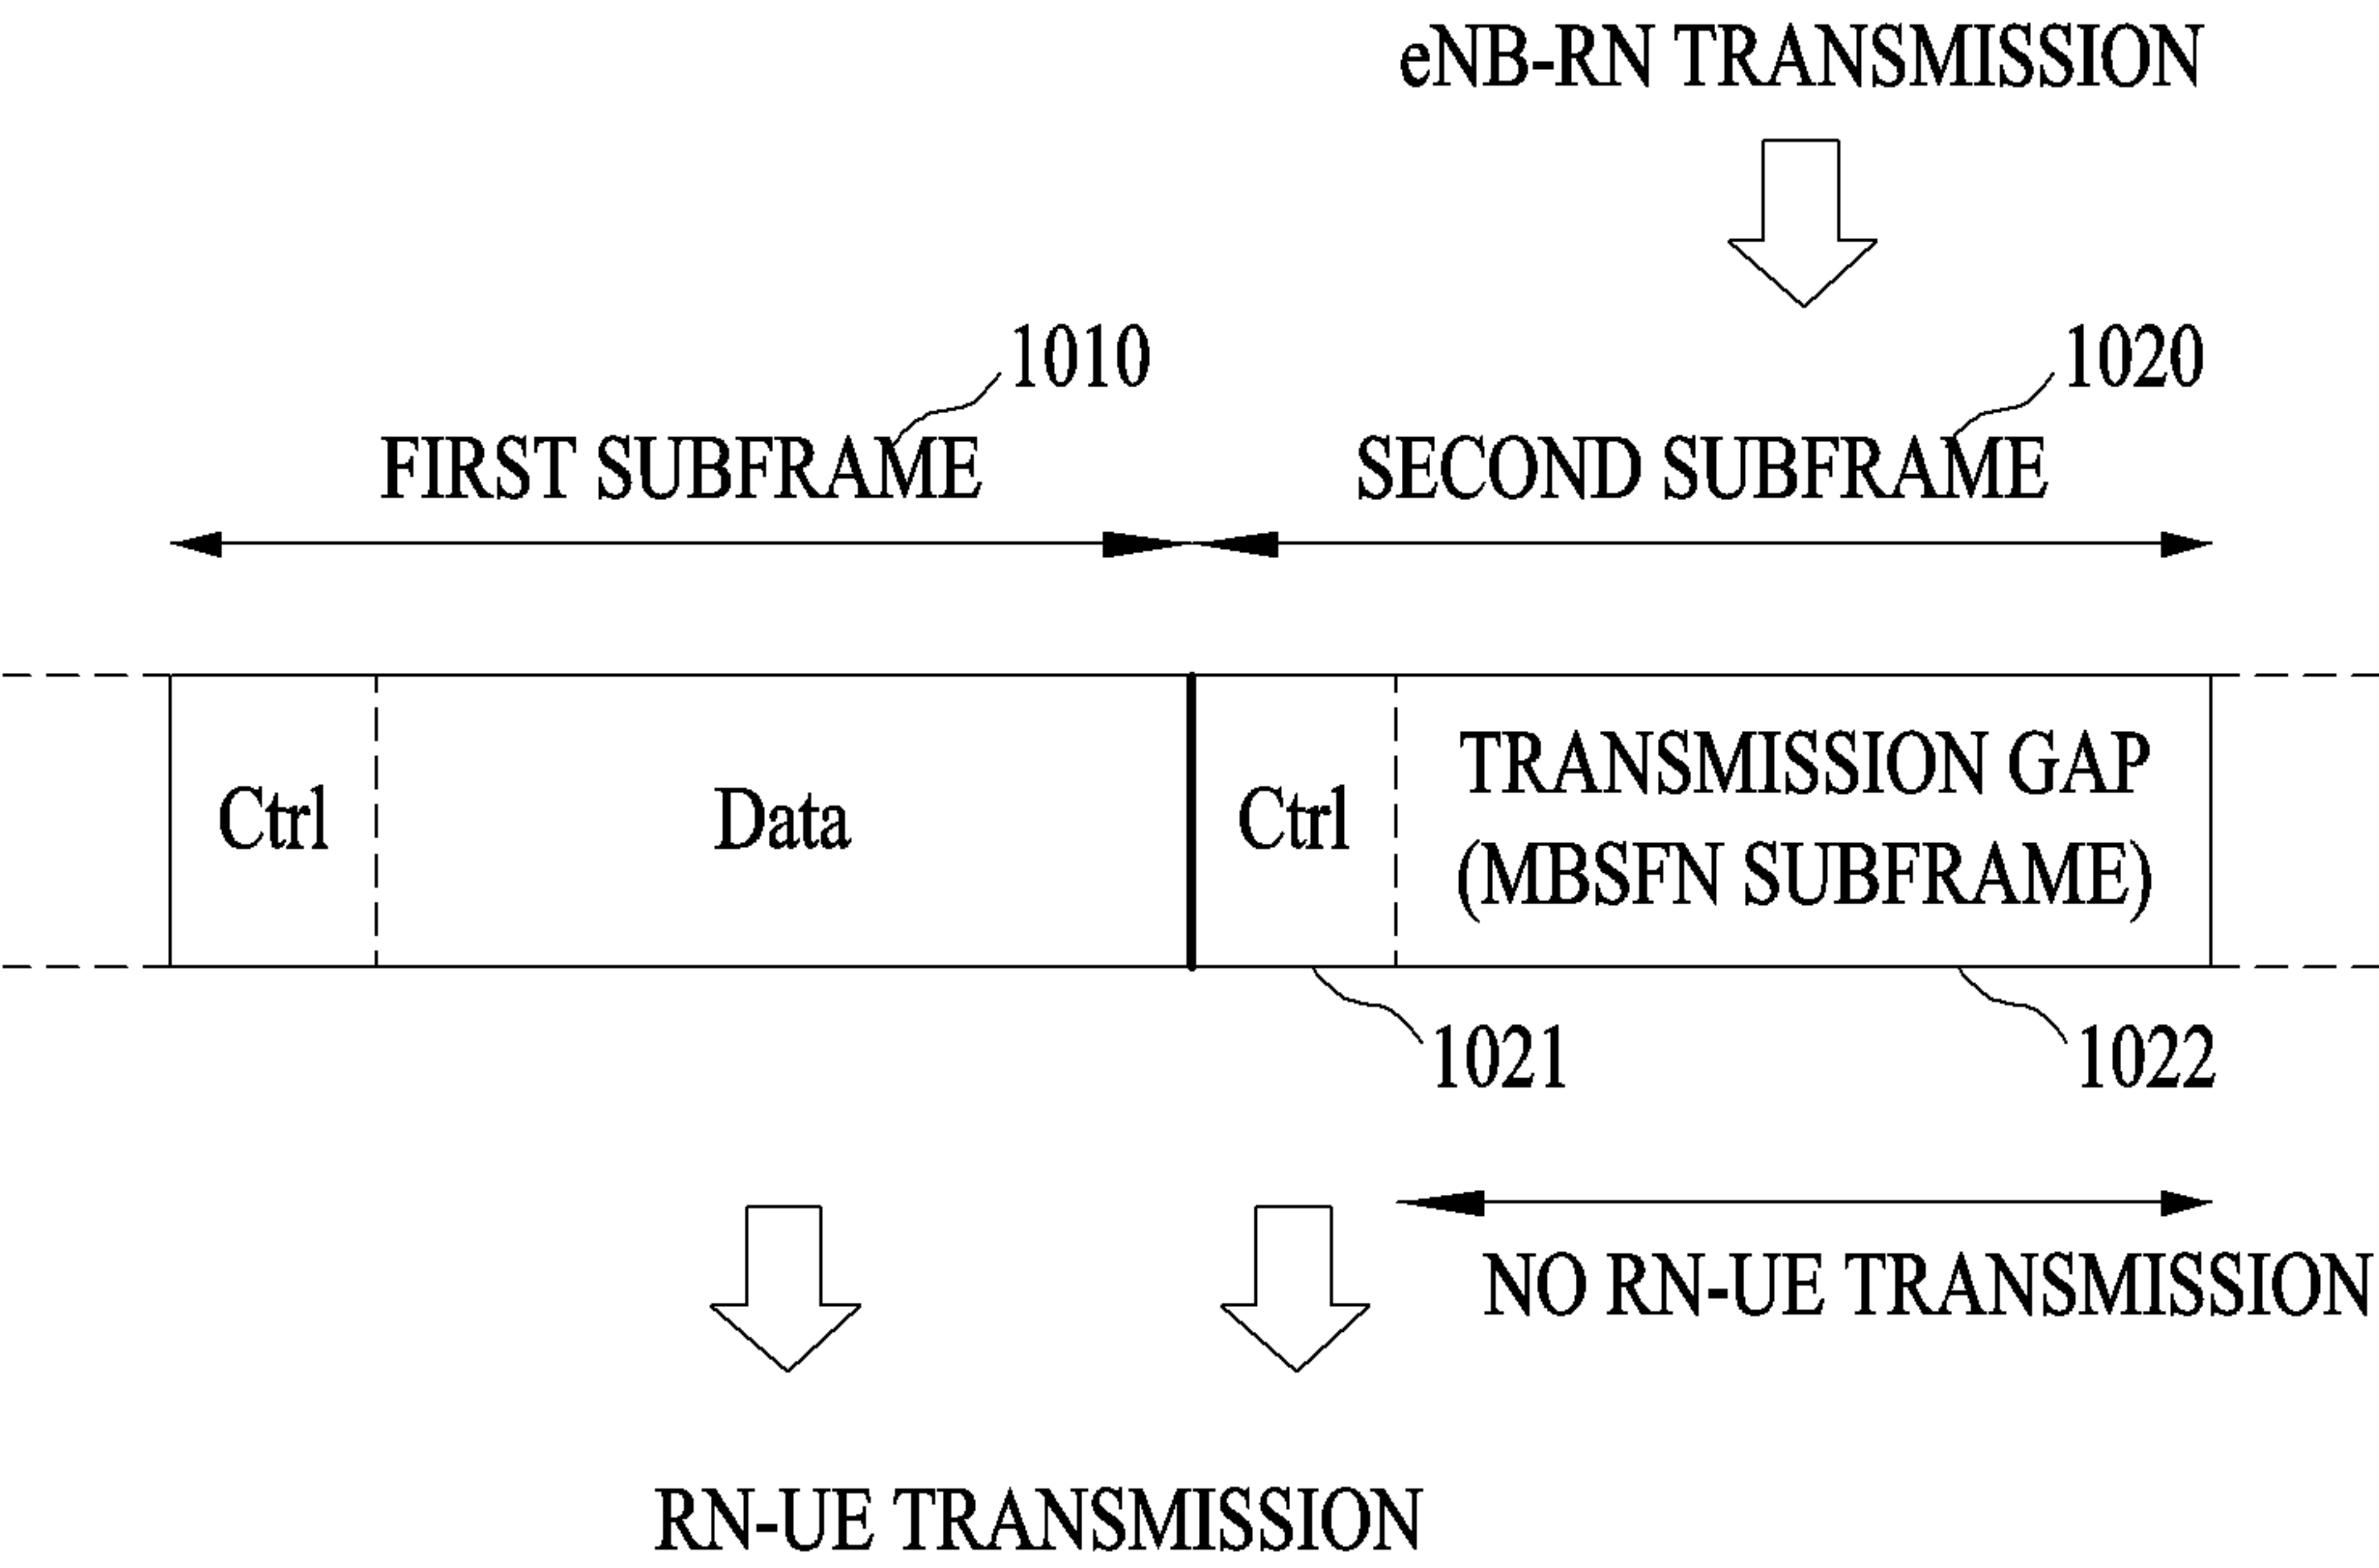 eNB-RN TRANSMISSION
1010
1020
FIRST SUBFRAME
SECOND SUBFRAME
Ctrl
Data
Ctrl
TRANSMISSION GAP
(MBSFN SUBFRAME)
1021
1022
NO RN-UE TRANSMISSION
RN-UE TRANSMISSION